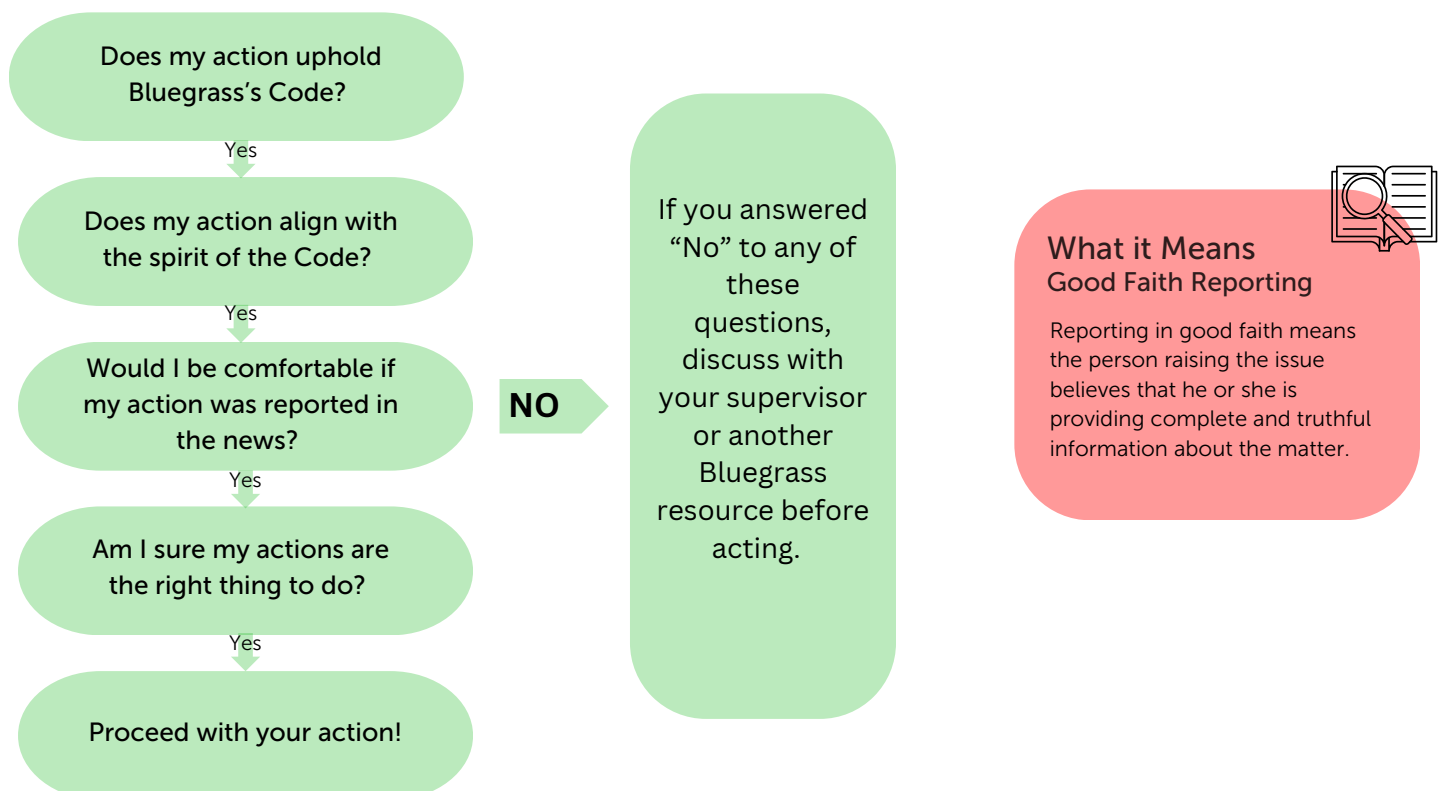 Does my action uphold
Bluegrass’s Code?
Yes
Does my action align with
the spirit of the Code?
Yes
Would I be comfortable if
my action was reported in
the news?
Yes
Am I sure my actions are
the right thing to do?
Yes
Proceed with your action!
NO
If you answered
“No” to any of
these
questions,
discuss with
your supervisor
or another
Bluegrass
resource before
acting.
What it Means
Good Faith Reporting
Reporting in good faith means
the person raising the issue
believes that he or she is
providing complete and truthful
information about the matter.